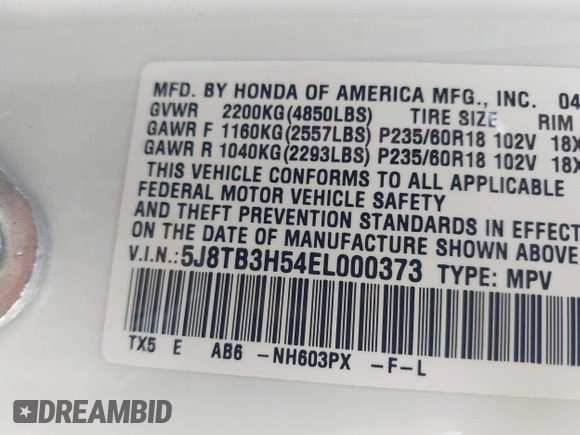 MFD. BY HONDA OF AMERICA MFG., INC. 04
GVWR 2200KG(4850LBS) TIRE SIZE RIM
GAWR F 1160KG(2557LBS) P235/60R18 102V 18X
GAWR R 1040KG(2293LBS) P235/60R18 102V 18X
THIS VEHICLE CONFORMS TO ALL APPLICABLE
FEDERAL MOTOR VEHICLE SAFETY
AND THEFT PREVENTION STANDARDS IN EFFECT
ON THE DATE OF MANUFACTURE SHOWN ABOVE
V.I.N.:5J8TB3H54EL000373 TYPE: MPV
TX5 E AB6 -NH603PX -F-L
DREAMBID